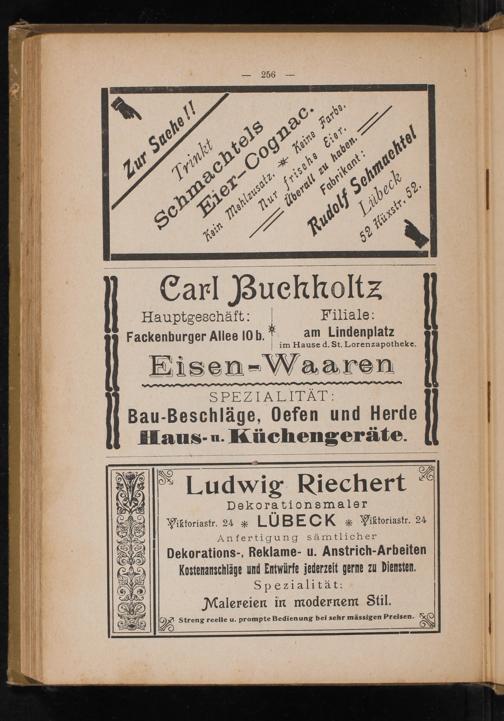 — 256 —
Zur Sache!!
Trinkt
Schmachtels
Eier-Cognac.
Kein Mehlzusatz. * Keine Farbe.
Nur frische Eier.
Überall zu haben.
Fabrikant:
Rudolf Schmachtel
Lübeck
52 Hüxstr. 52.
Carl Buchholtz
Hauptgeschäft:
Fackenburger Allee 10 b.
*
Filiale:
am Lindenplatz
im Hause d. St. Lorenzapotheke.
Eisen-Waaren
SPEZIALITÄT:
Bau-Beschläge, Oefen und Herde
Haus- u. Küchengeräte.
Ludwig Riechert
Dekorationsmaler
Viktoriastr. 24 * LÜBECK * Viktoriastr. 24
Anfertigung sämtlicher
Dekorations-, Reklame- u. Anstrich-Arbeiten
Kostenanschläge und Entwürfe jederzeit gerne zu Diensten.
Spezialität:
Malereien in modernem Stil.
Streng reelle u. prompte Bedienung bei sehr mässigen Preisen.